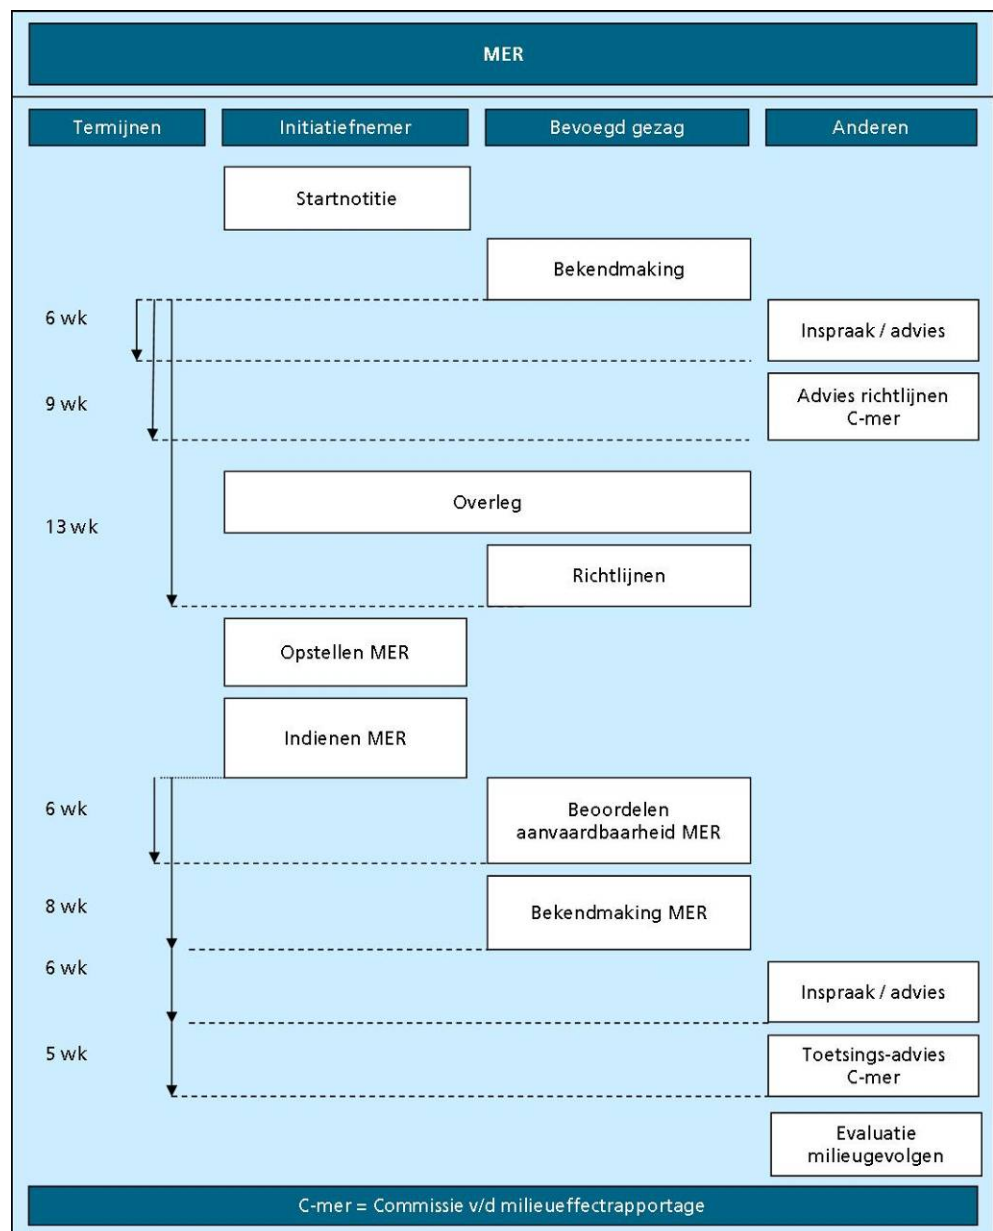 MER
Termijnen
Initiatiefnemer
Bevoegd gezag
Anderen
Startnotitie
Bekendmaking
6 wk
Inspraak / advies
9 wk
Advies richtlijnen
C-mer
Overleg
13 wk
Richtlijnen
Opstellen MER
Indienen MER
6 wk
Beoordelen
aanvaardbaarheid MER
8 wk
Bekendmaking MER
6 wk
Inspraak / advies
5 wk
Toetsings-advies
C-mer
Evaluatie
milieugevolgen
C-mer = Commissie v/d milieueffectrapportage